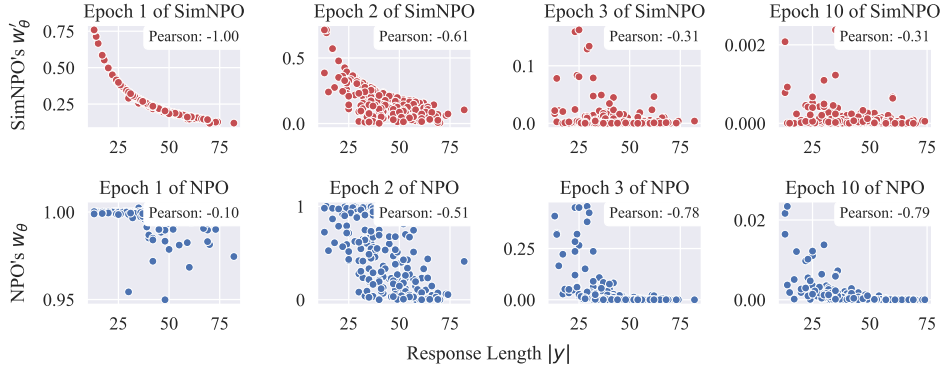 Epoch 1 of SimNPO
Epoch 2 of SimNPO
Epoch 3 of SimNPO
Epoch 10 of SimNPO
SimNPO's w'θ
0.75
0.50
0.25
Pearson: -1.00
25 50 75
0.5
0.0
Pearson: -0.61
25 50 75
0.1
0.0
Pearson: -0.31
25 50 75
0.002
0.000
Pearson: -0.31
25 50 75
Epoch 1 of NPO
Epoch 2 of NPO
Epoch 3 of NPO
Epoch 10 of NPO
NPO's wθ
1.00
0.95
Pearson: -0.10
25 50 75
1
0
Pearson: -0.51
25 50 75
0.25
0.00
Pearson: -0.78
25 50 75
0.02
0.00
Pearson: -0.79
25 50 75
Response Length |y|